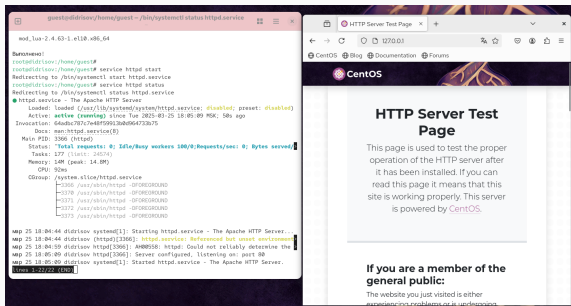 guest@didrisov:/home/guest — /bin/systemctl status httpd.service
mod_lua-2.4.63-1.el10.x86_64
Выполнено!
root@didrisov:/home/guest#
root@didrisov:/home/guest# service httpd start
Redirecting to /bin/systemctl start httpd.service
root@didrisov:/home/guest# service httpd status
Redirecting to /bin/systemctl status httpd.service
● httpd.service - The Apache HTTP Server
Loaded: loaded (/usr/lib/systemd/system/httpd.service; disabled; preset: disabled)
Active: active (running) since Tue 2025-03-25 18:05:09 MSK; 50s ago
Invocation: 64adbc787c7e48f59913b0d964733b75
Docs: man:httpd.service(8)
Main PID: 3366 (httpd)
Status: "Total requests: 0; Idle/Busy workers 100/0;Requests/sec: 0; Bytes served/
Tasks: 177 (limit: 24574)
Memory: 14M (peak: 14.8M)
CPU: 92ms
CGroup: /system.slice/httpd.service
├─3366 /usr/sbin/httpd -DFOREGROUND
├─3370 /usr/sbin/httpd -DFOREGROUND
├─3371 /usr/sbin/httpd -DFOREGROUND
├─3372 /usr/sbin/httpd -DFOREGROUND
└─3373 /usr/sbin/httpd -DFOREGROUND
мар 25 18:04:44 didrisov systemd[1]: Starting httpd.service - The Apache HTTP Server...
мар 25 18:04:44 didrisov (httpd)[3366]: httpd.service: Referenced but unset environment
мар 25 18:04:59 didrisov httpd[3366]: AH00558: httpd: Could not reliably determine the
мар 25 18:05:09 didrisov httpd[3366]: Server configured, listening on: port 80
мар 25 18:05:09 didrisov systemd[1]: Started httpd.service - The Apache HTTP Server.
lines 1-22/22 (END)
HTTP Server Test Page
127.0.0.1
CentOS Blog Documentation Forums
CentOS
HTTP Server Test
Page
This page is used to test the proper
operation of the HTTP server after
it has been installed. If you can
read this page it means that this
site is working properly. This server
is powered by CentOS.
If you are a member of the
general public:
The website you just visited is either
experiencing problems or is undergoing